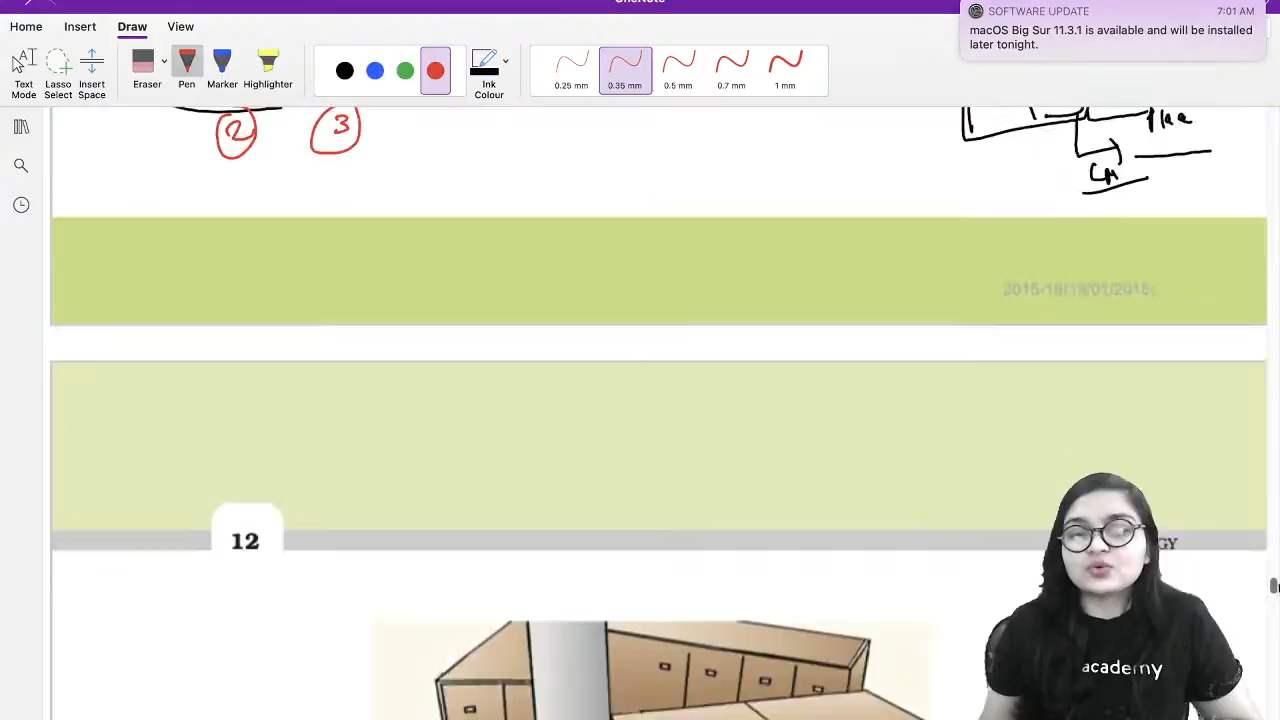 OneNote
SOFTWARE UPDATE 7:01 AM
macOS Big Sur 11.3.1 is available and will be installed
later tonight.
Home Insert Draw View
Text
Mode
Lasso
Select
Insert
Space
Eraser
Pen
Marker
Highlighter
Ink
Colour
0.25 mm
0.35 mm
0.5 mm
0.7 mm
1 mm
2 3
12
GY
academy